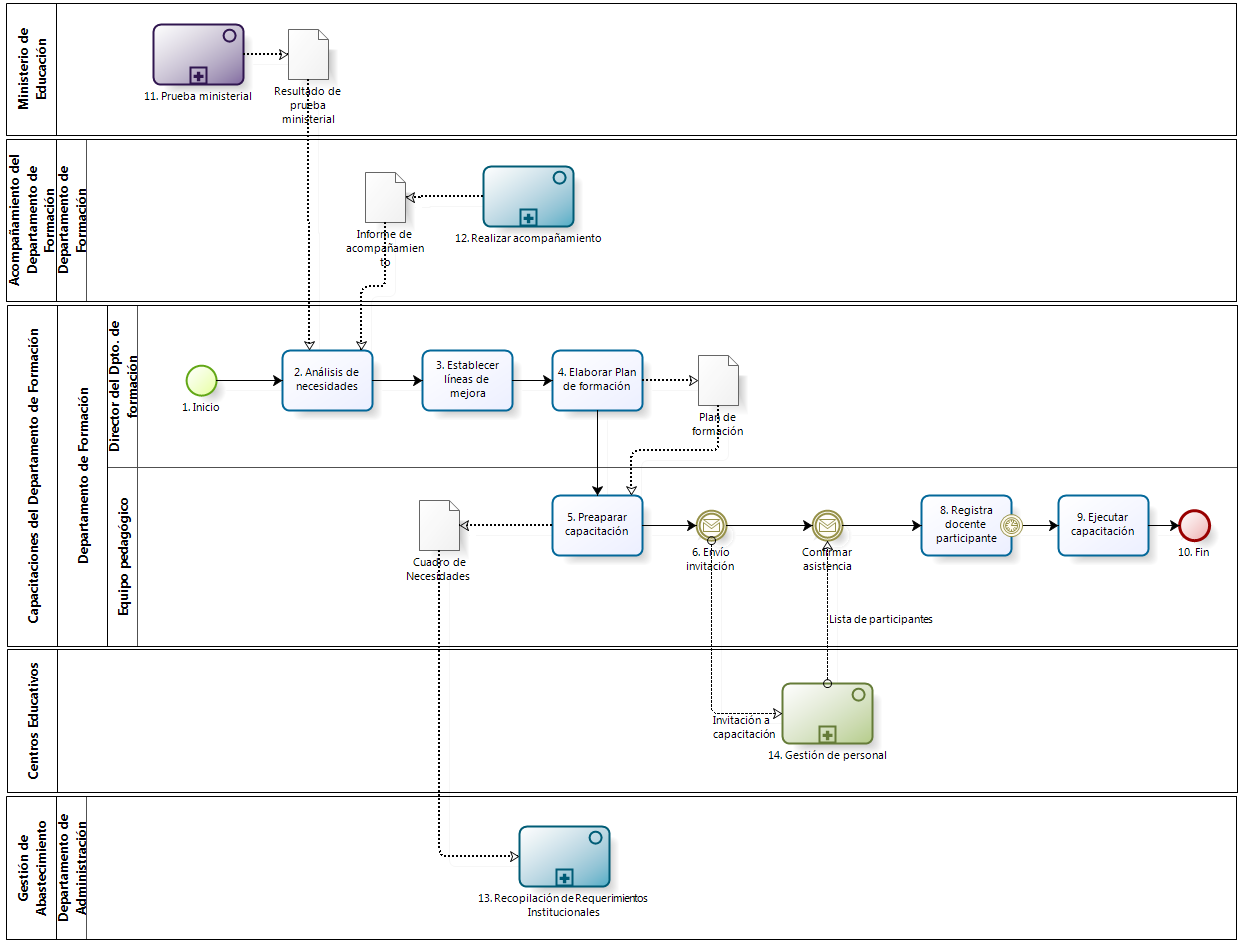 Ministerio de
Educación
11. Prueba ministerial
Resultado de
prueba
ministerial
Acompañamiento del
Departamento de
Formación
Departamento de
Formación
Informe de
acompañamien
to
12. Realizar acompañamiento
Capacitaciones del Departamento de Formación
Departamento de Formación
Director del Dpto. de
formación
1. Inicio
2. Análisis de
necesidades
3. Establecer
líneas de
mejora
4. Elaborar Plan
de formación
Plan de
formación
Equipo pedagógico
Cuadro de
Necesidades
5. Preaparar
capacitación
6. Envío
invitación
Confirmar
asistencia
8. Registra
docente
participante
9. Ejecutar
capacitación
10. Fin
Lista de participantes
Centros Educativos
Invitación a
capacitación
14. Gestión de personal
Gestión de
Abastecimiento
Departamento de
Administración
13. Recopilación de Requerimientos
Institucionales